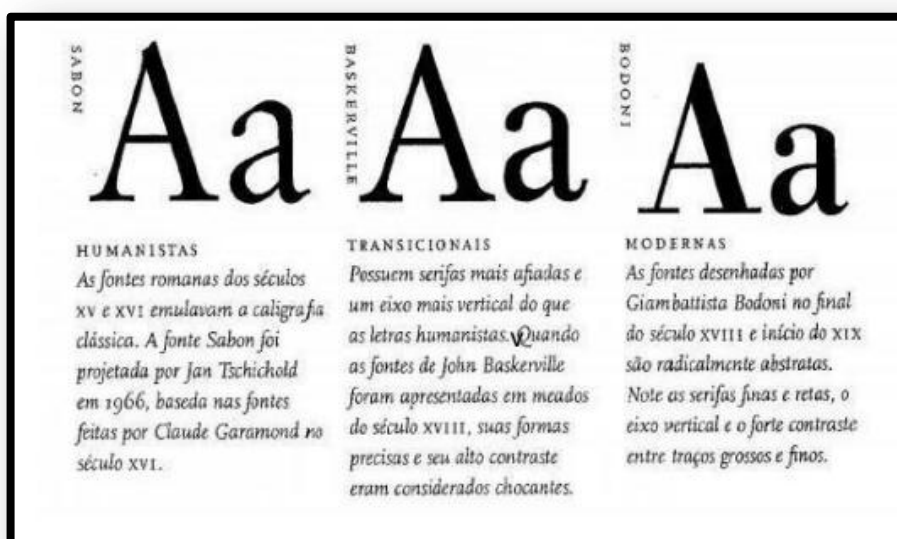 SABON
Aa
HUMANISTAS
As fontes romanas dos séculos
XV e XVI emulavam a caligrafia
clássica. A fonte Sabon foi
projetada por Jan Tschichold
em 1966, baseda nas fontes
feitas por Claude Garamond no
século XVI.
BASKERVILLE
Aa
TRANSICIONAIS
Possuem serifas mais afiadas e
um eixo mais vertical do que
as letras humanistas. Quando
as fontes de John Baskerville
foram apresentadas em meados
do século XVIII, suas formas
precisas e seu alto contraste
eram considerados chocantes.
BODONI
Aa
MODERNAS
As fontes desenhadas por
Giambattista Bodoni no final
do século XVIII e início do XIX
são radicalmente abstratas.
Note as serifas finas e retas, o
eixo vertical e o forte contraste
entre traços grossos e finos.